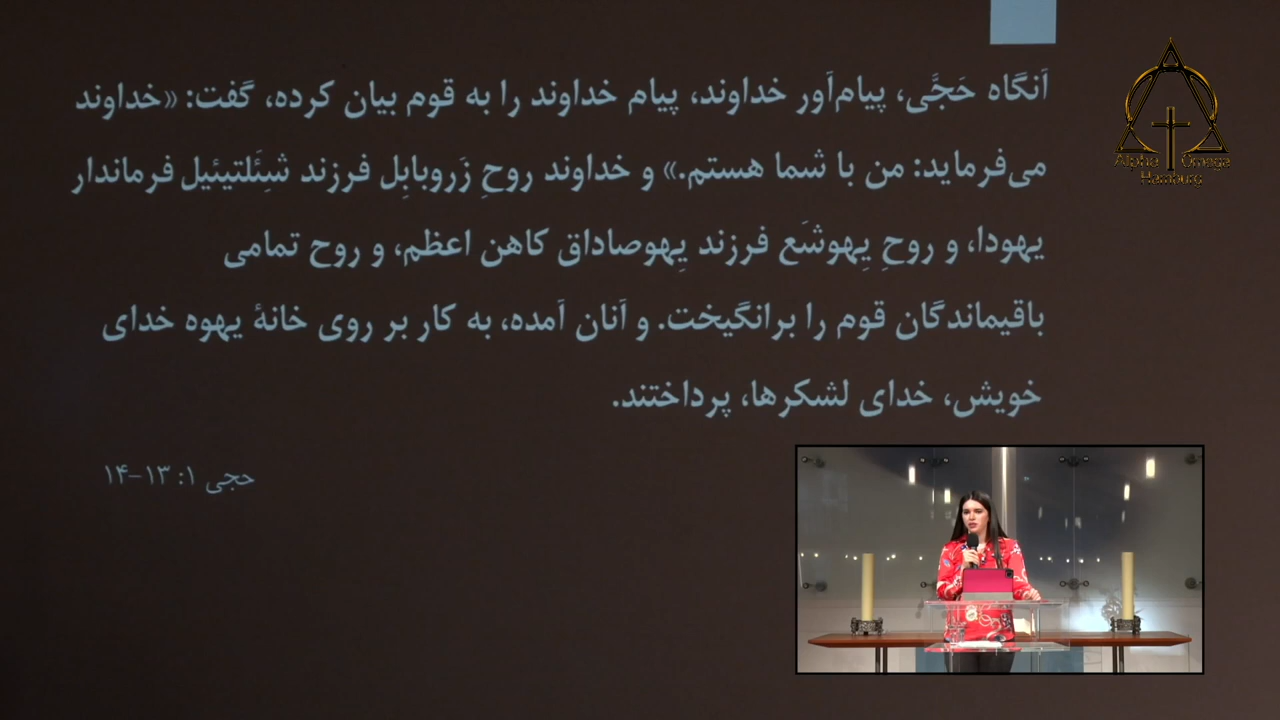 آنگاه حَجَّی، پیام‌آور خداوند، پیام خداوند را به قوم بیان کرده، گفت: «خداوند
می‌فرماید: من با شما هستم.» و خداوند روحِ زَروبابِل فرزند شِئَلتیئیل فرماندار
یهودا، و روحِ یِهوشَع فرزند یِهوصاداق کاهن اعظم، و روح تمامی
باقیماندگان قوم را برانگیخت. و آنان آمده، به کار بر روی خانۀ یهوه خدای
خویش، خدای لشکرها، پرداختند.
حجی ۱: ۱۳-۱۴
Alpha Omega
Hamburg